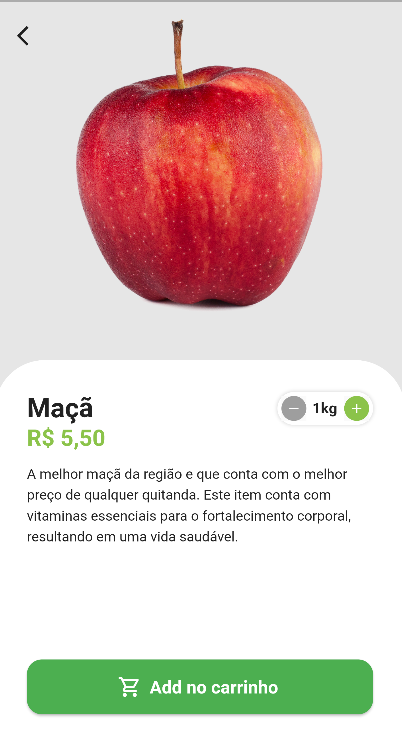 Maçã
1kg
R$ 5,50
A melhor maçã da região e que conta com o melhor
preço de qualquer quitanda. Este item conta com
vitaminas essenciais para o fortalecimento corporal,
resultando em uma vida saudável.
Add no carrinho